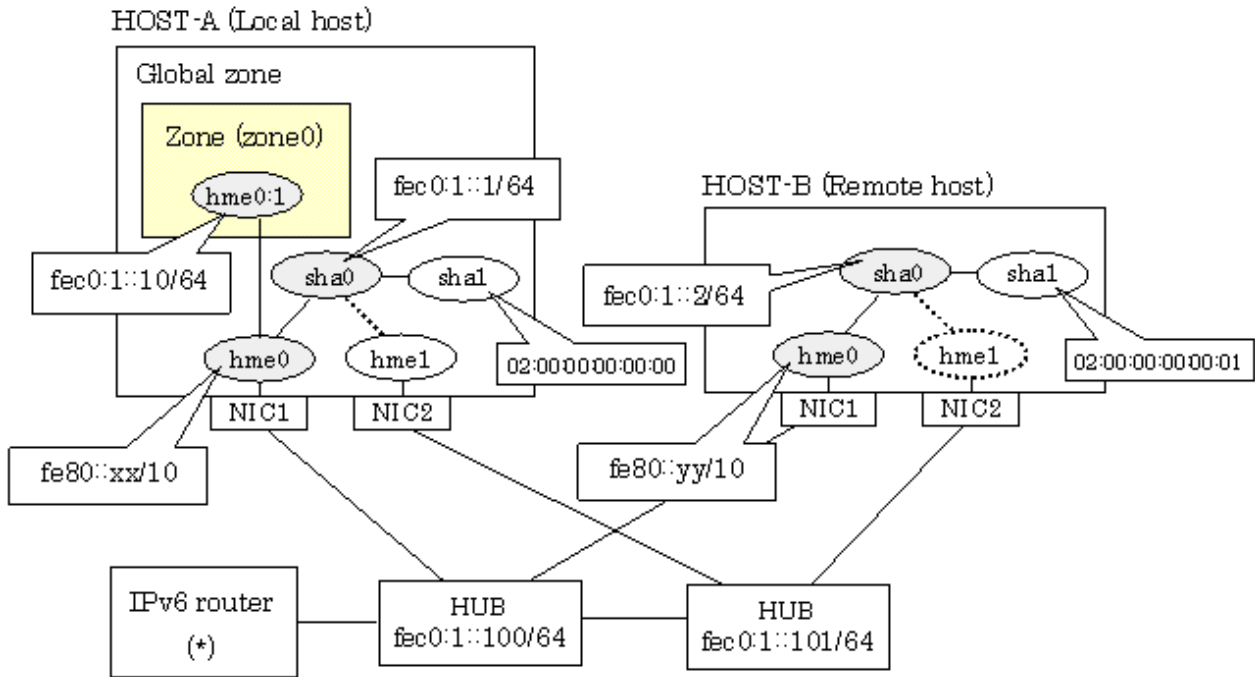 HOST-A (Local host)
Global zone
Zone (zone0)
hme0:1
fec0:1::1/64
HOST-B (Remote host)
fec0:1::10/64
sha0
sha1
fec0:1::2/64
sha0
sha1
hme0
hme1
02:00:00:00:00:00
hme0
hme1
02:00:00:00:00:01
NIC1
NIC2
NIC1
NIC2
fe80::xx/10
fe80::yy/10
IPv6 router
(*)
HUB
fec0:1::100/64
HUB
fec0:1::101/64